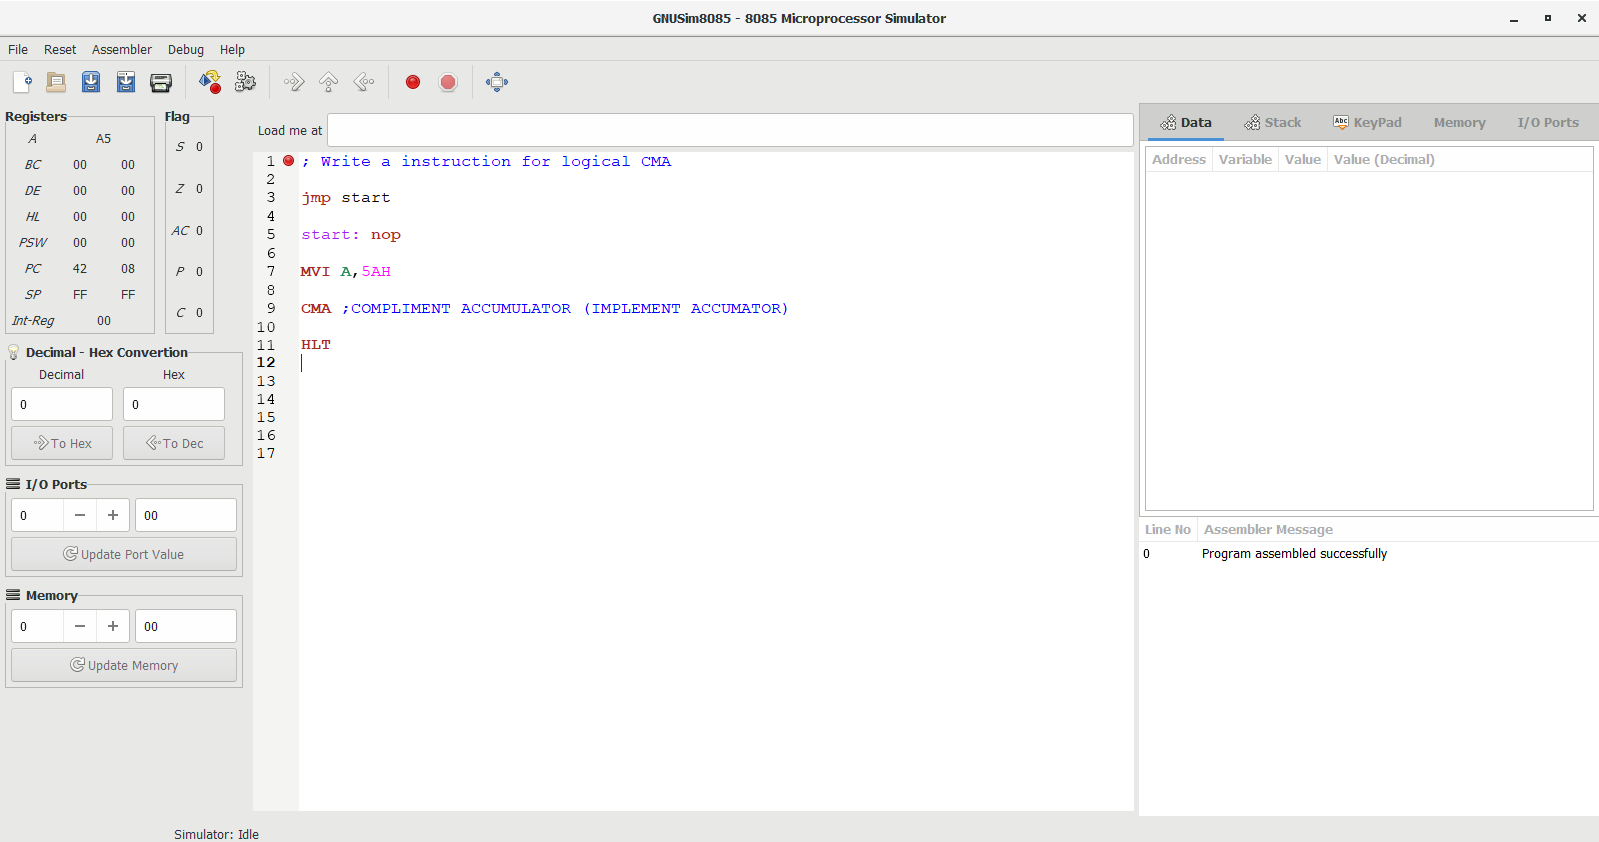 GNUSim8085 - 8085 Microprocessor Simulator
File Reset Assembler Debug Help
Registers
A A5
BC 00 00
DE 00 00
HL 00 00
PSW 00 00
PC 42 08
SP FF FF
Int-Reg 00
Flag
S 0
Z 0
AC 0
P 0
C 0
Decimal - Hex Convertion
Decimal Hex
0 0
To Hex To Dec
I/O Ports
0 − + 00
Update Port Value
Memory
0 − + 00
Update Memory
Load me at
1 ; Write a instruction for logical CMA
2
3 jmp start
4
5 start: nop
6
7 MVI A,5AH
8
9 CMA ;COMPLIMENT ACCUMULATOR (IMPLEMENT ACCUMATOR)
10
11 HLT
12
13
14
15
16
17
Data Stack Abc KeyPad Memory I/O Ports
Address Variable Value Value (Decimal)
Line No Assembler Message
0 Program assembled successfully
Simulator: Idle